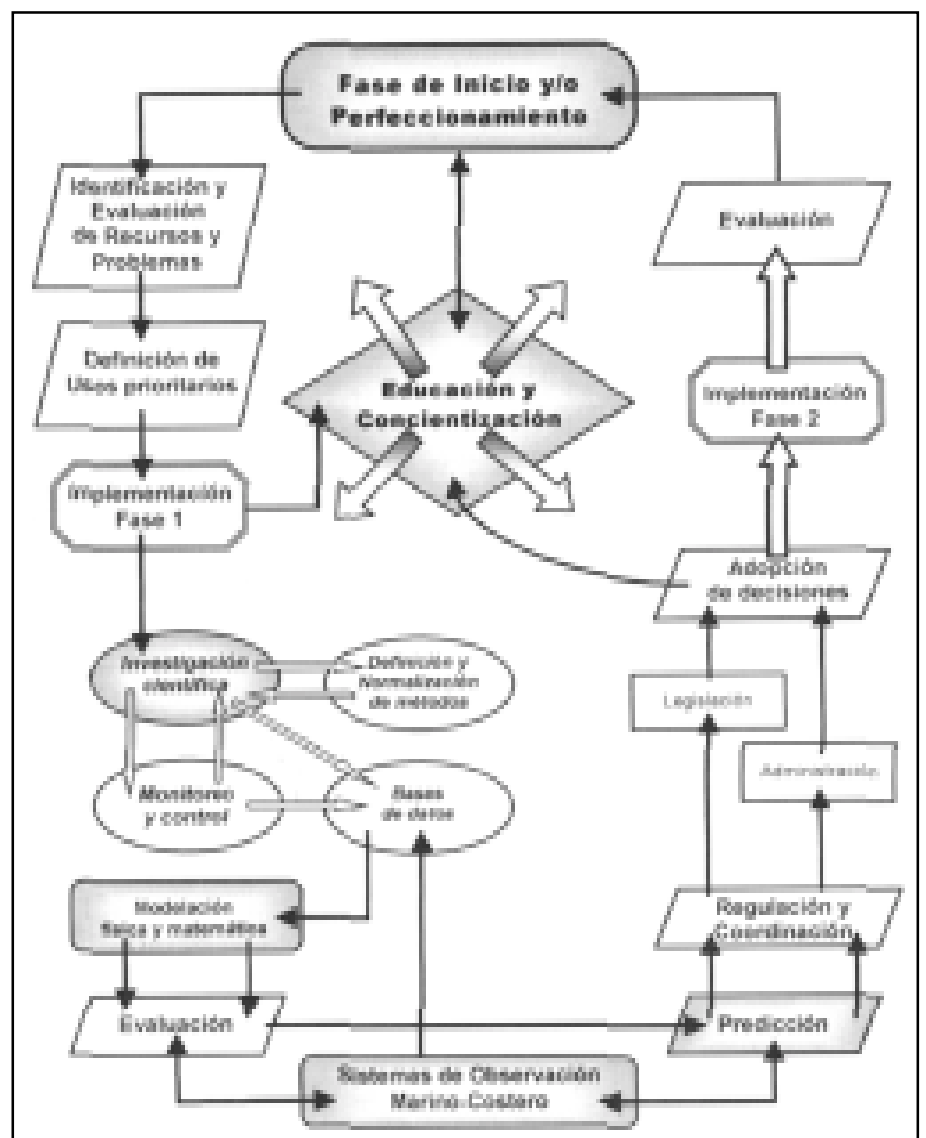 Fase de Inicio y/o
Perfeccionamiento
Identificación y
Evaluación
de Recursos y
Problemas
Evaluación
Definición de
Usos prioritarios
Educación y
Concientización
Implementación
Fase 2
Implementación
Fase 1
Adopción
de decisiones
Investigación
científica
Definición y
Normalización
de métodos
Legislación
Administración
Monitoreo
y control
Bases
de datos
Modelación
física y matemática
Regulación y
Coordinación
Evaluación
Predicción
Sistemas de Observación
Marino-Costero